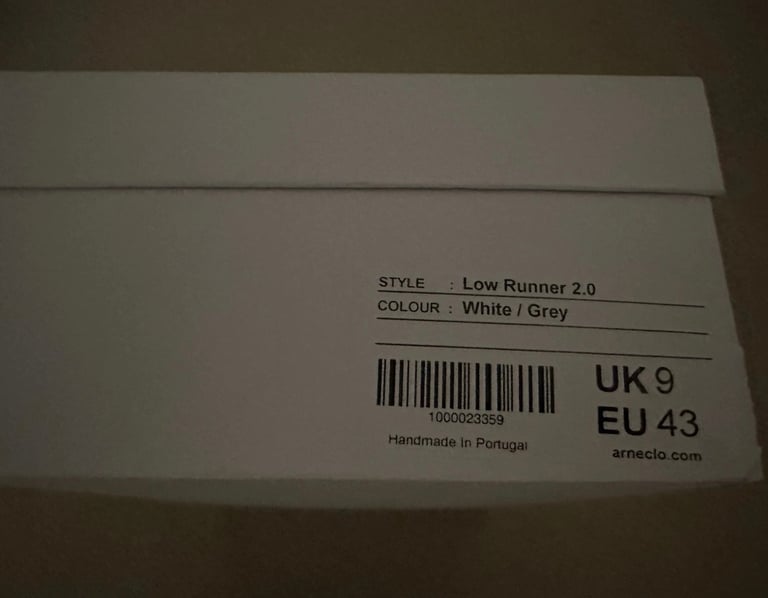 STYLE : Low Runner 2.0
COLOUR : White / Grey
1000023359
Handmade In Portugal
UK 9
EU 43
arneclo.com